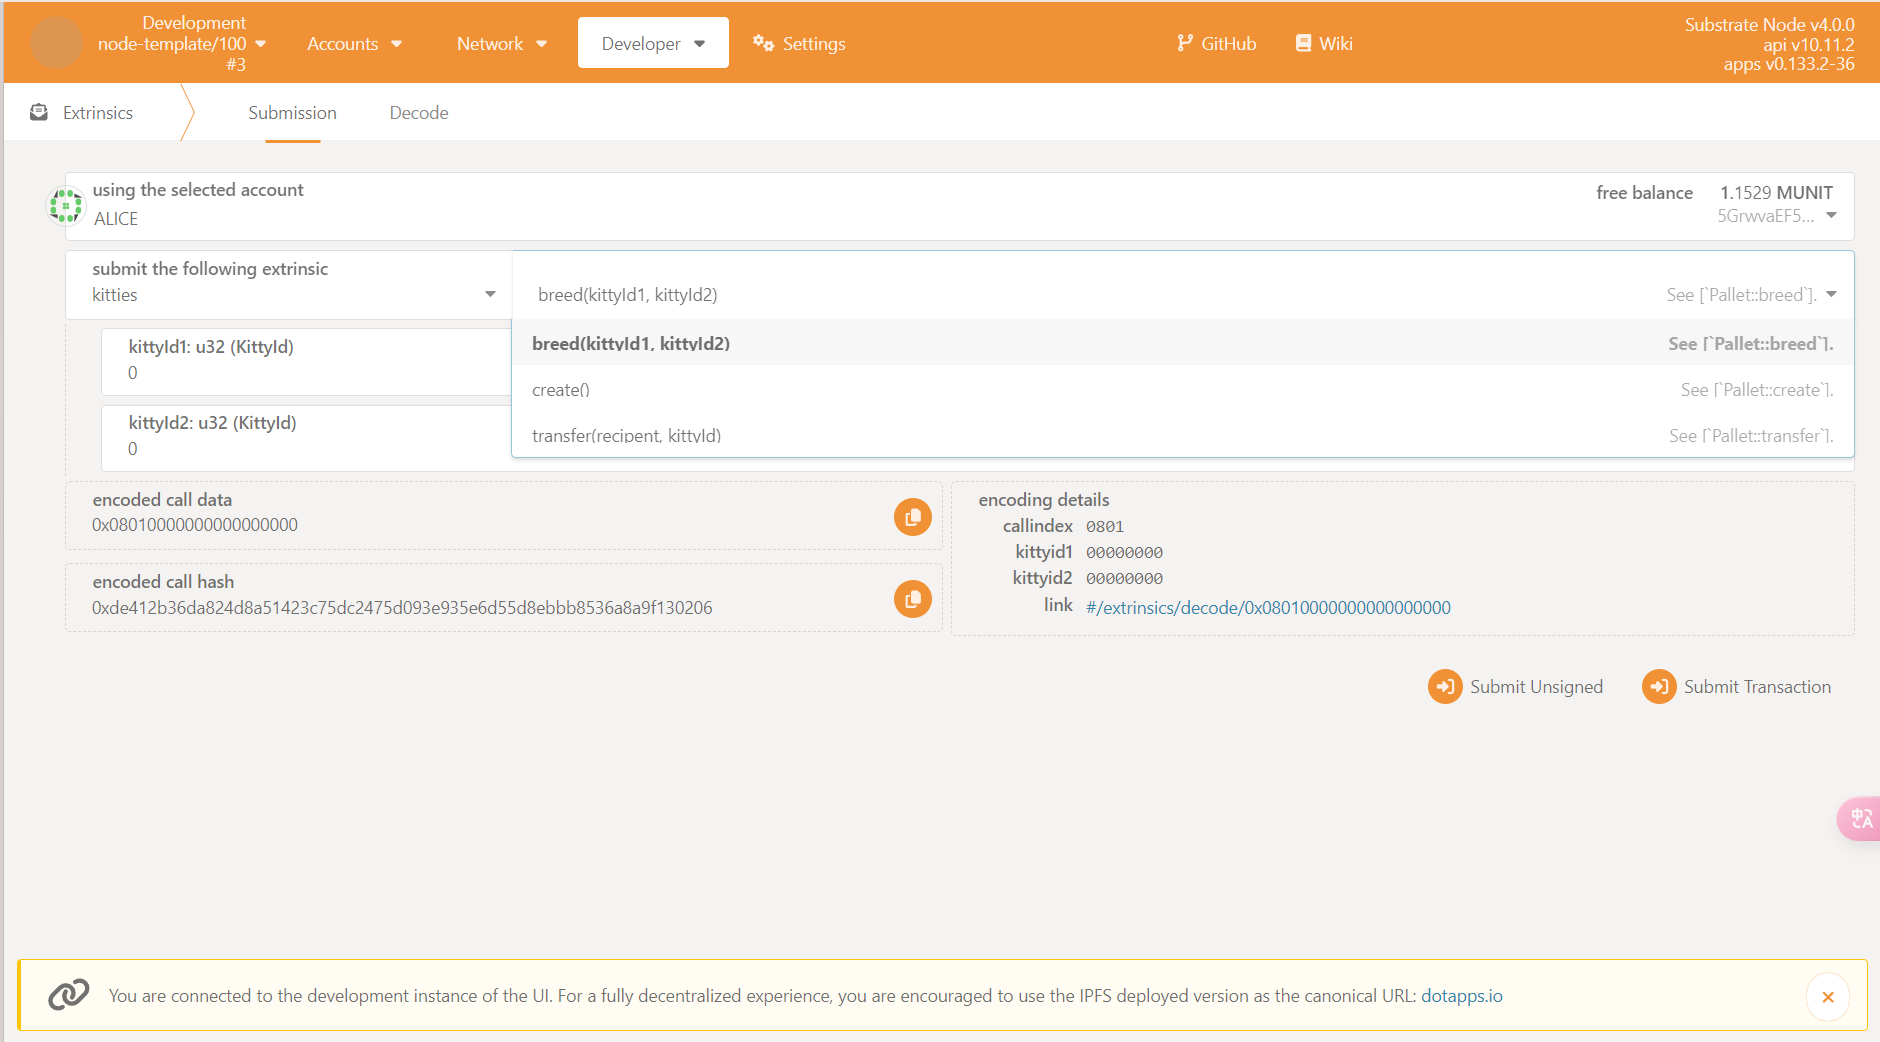 Development
node-template/100
#3
Accounts
Network
Developer
Settings
GitHub
Wiki
Substrate Node v4.0.0
api v10.11.2
apps v0.133.2-36
Extrinsics
Submission
Decode
using the selected account
ALICE
free balance 1.1529 MUNIT
5GrwvaEF5...
submit the following extrinsic
kitties
breed(kittyId1, kittyId2)
See [`Pallet::breed`].
breed(kittyId1, kittyId2)
See [`Pallet::breed`].
create()
See [`Pallet::create`].
transfer(recipent, kittyId)
See [`Pallet::transfer`].
kittyId1: u32 (KittyId)
0
kittyId2: u32 (KittyId)
0
encoded call data
0x08010000000000000000
encoded call hash
0xde412b36da824d8a51423c75dc2475d093e935e6d55d8ebbb8536a8a9f130206
encoding details
callindex 0801
kittyid1 00000000
kittyid2 00000000
link #/extrinsics/decode/0x08010000000000000000
Submit Unsigned
Submit Transaction
中A
You are connected to the development instance of the UI. For a fully decentralized experience, you are encouraged to use the IPFS deployed version as the canonical URL: dotapps.io